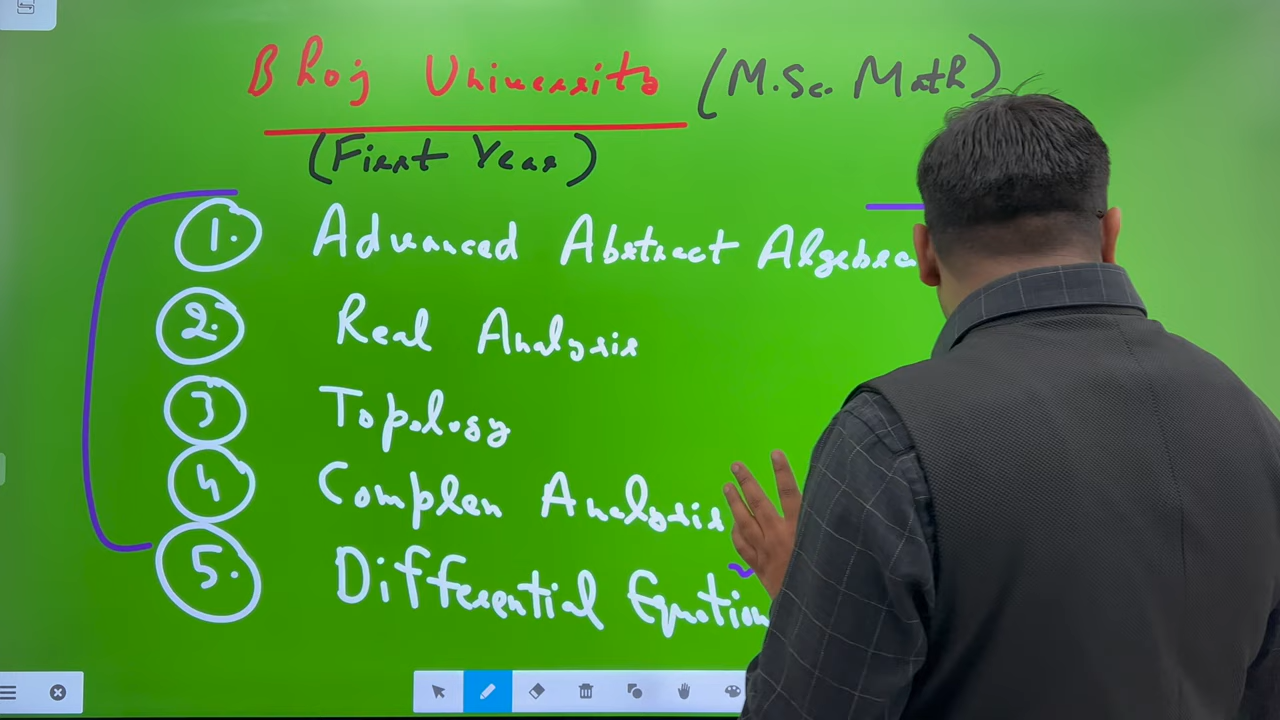 Bhoj University (M.Sc. Math)
(First Year)
1. Advanced Abstract Algebra
2. Real Analysis
3 Topology
4 Complex Analysis
5. Differential Equation